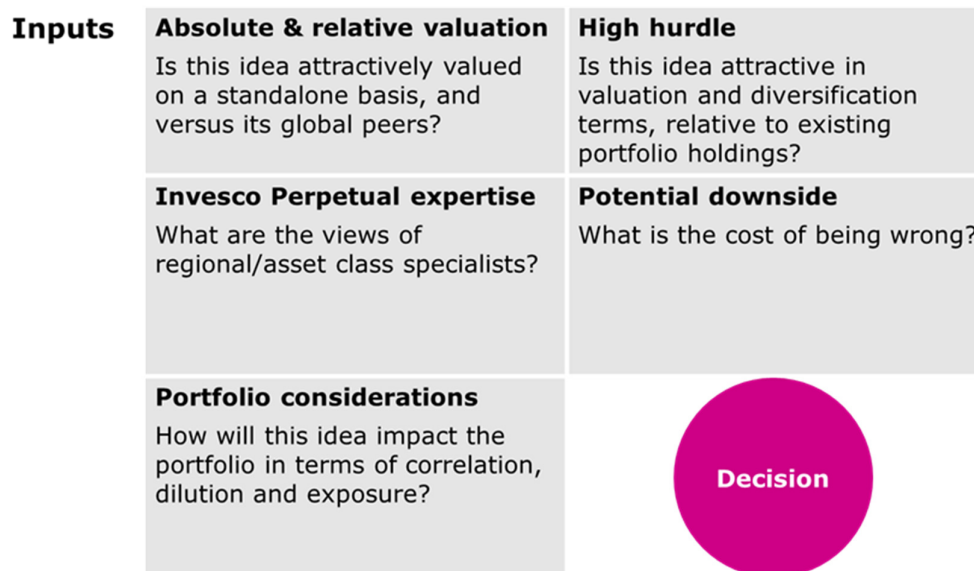 Inputs
Absolute & relative valuation
Is this idea attractively valued
on a standalone basis, and
versus its global peers?
High hurdle
Is this idea attractive in
valuation and diversification
terms, relative to existing
portfolio holdings?
Invesco Perpetual expertise
What are the views of
regional/asset class specialists?
Potential downside
What is the cost of being wrong?
Portfolio considerations
How will this idea impact the
portfolio in terms of correlation,
dilution and exposure?
Decision